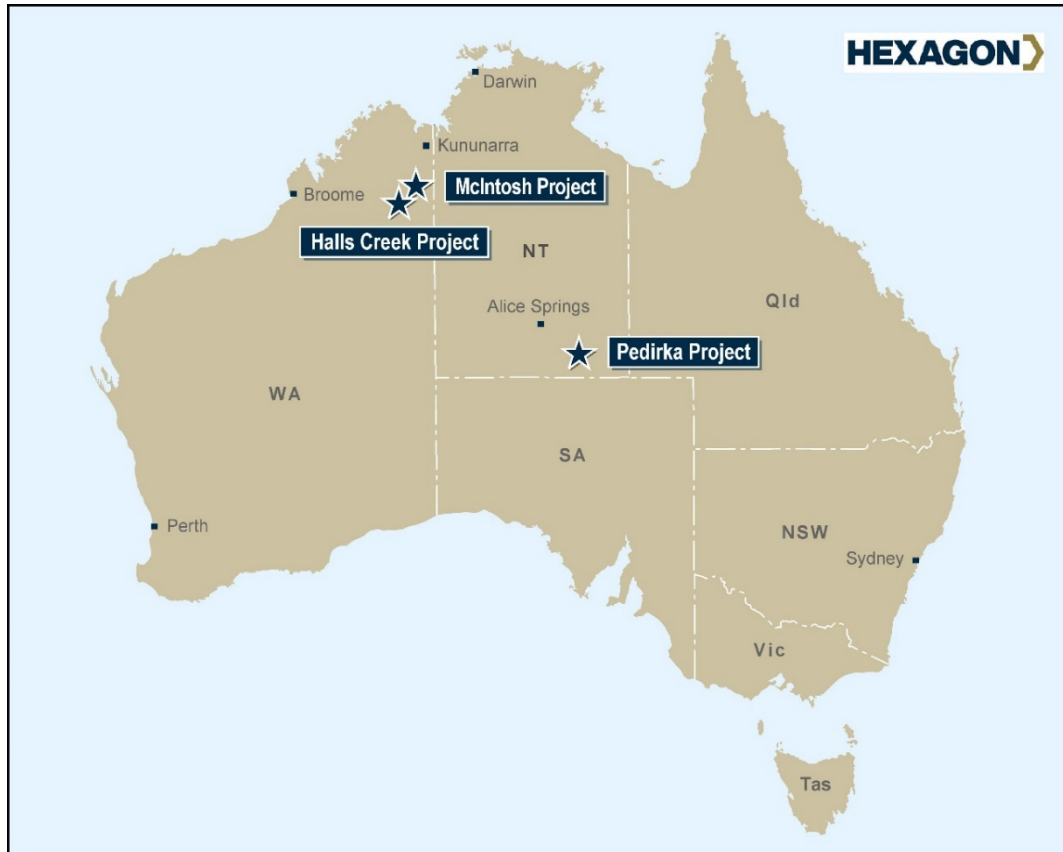 HEXAGON
Darwin
Kununarra
McIntosh Project
Broome
Halls Creek Project
NT
Qld
Alice Springs
Pedirka Project
WA
SA
Perth
NSW
Sydney
Vic
Tas